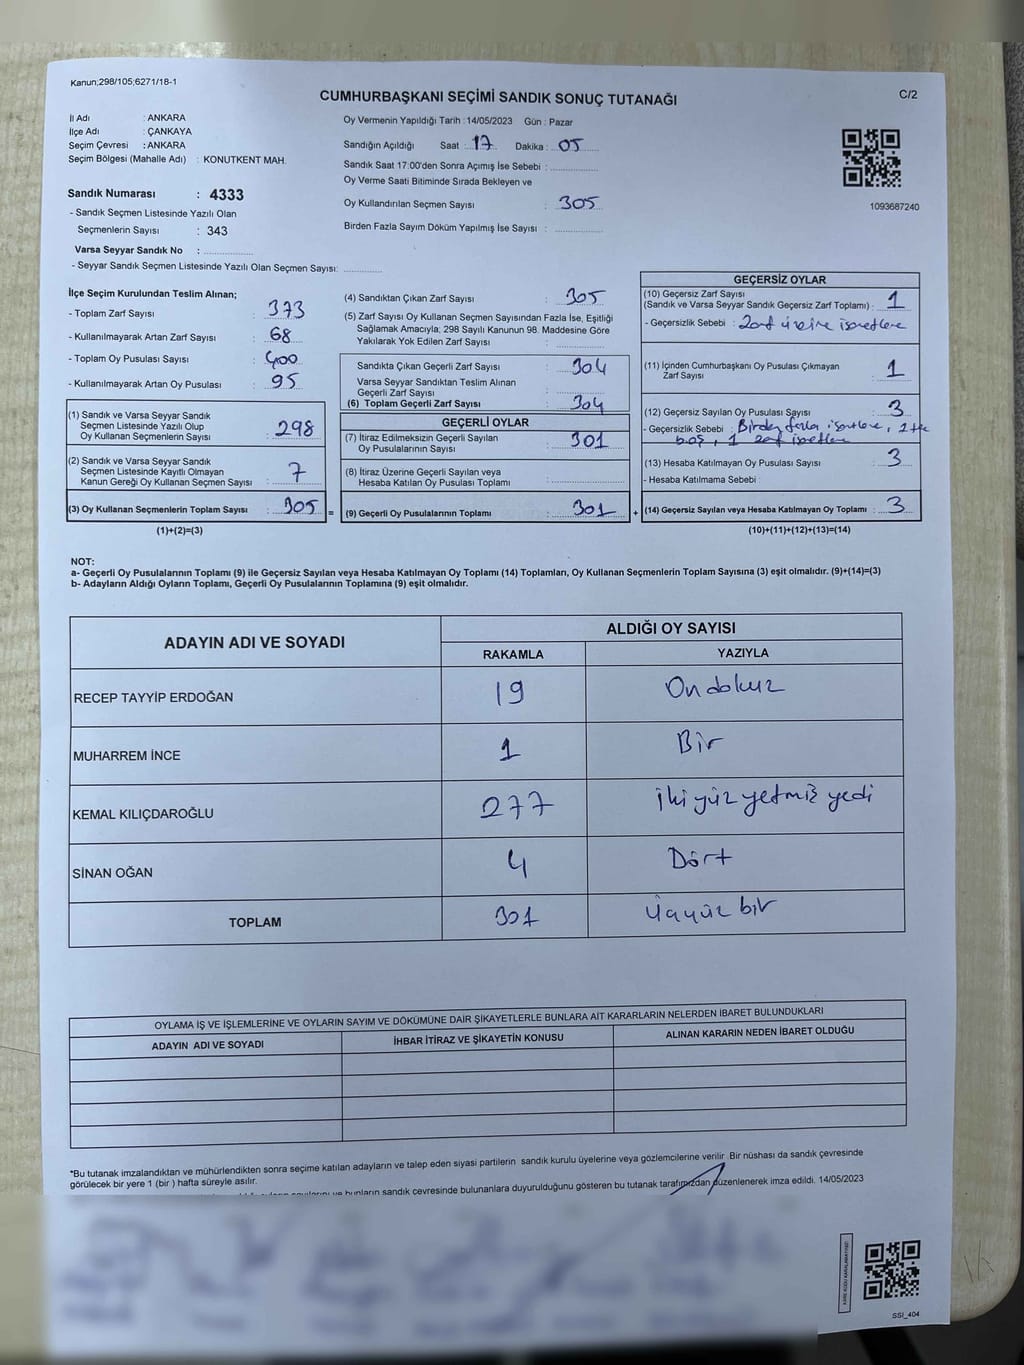 Kanun;298/105;6271/18-1
C/2
CUMHURBAŞKANI SEÇİMİ SANDIK SONUÇ TUTANAĞI
İl Adı : ANKARA
İlçe Adı : ÇANKAYA
Seçim Çevresi : ANKARA
Seçim Bölgesi (Mahalle Adı) : KONUTKENT MAH.
Sandık Numarası : 4333
- Sandık Seçmen Listesinde Yazılı Olan
Seçmenlerin Sayısı : 343
Varsa Seyyar Sandık No :
- Seyyar Sandık Seçmen Listesinde Yazılı Olan Seçmen Sayısı:
Oy Vermenin Yapıldığı Tarih : 14/05/2023 Gün : Pazar
Sandığın Açıldığı Saat : 17 Dakika : 05
Sandık Saat 17:00'den Sonra Açımış İse Sebebi :
Oy Verme Saati Bitiminde Sırada Bekleyen ve
Oy Kullandırılan Seçmen Sayısı : 305
Birden Fazla Sayım Döküm Yapılmış İse Sayısı :
1093687240
İlçe Seçim Kurulundan Teslim Alınan;
- Toplam Zarf Sayısı : 373
- Kullanılmayarak Artan Zarf Sayısı : 68
- Toplam Oy Pusulası Sayısı : 400
- Kullanılmayarak Artan Oy Pusulası : 95
(1) Sandık ve Varsa Seyyar Sandık
Seçmen Listesinde Yazılı Olup
Oy Kullanan Seçmenlerin Sayısı : 298
(2) Sandık ve Varsa Seyyar Sandık
Seçmen Listesinde Kayıtlı Olmayan
Kanun Gereği Oy Kullanan Seçmen Sayısı : 7
(3) Oy Kullanan Seçmenlerin Toplam Sayısı : 305 =
(1)+(2)=(3)
(4) Sandıktan Çıkan Zarf Sayısı : 305
(5) Zarf Sayısı Oy Kullanan Seçmen Sayısından Fazla İse, Eşitliği
Sağlamak Amacıyla; 298 Sayılı Kanunun 98. Maddesine Göre
Yakılarak Yok Edilen Zarf Sayısı :
Sandıkta Çıkan Geçerli Zarf Sayısı : 304
Varsa Seyyar Sandıktan Teslim Alınan
Geçerli Zarf Sayısı :
(6) Toplam Geçerli Zarf Sayısı : 304
GEÇERLİ OYLAR
(7) İtiraz Edilmeksizin Geçerli Sayılan
Oy Pusulalarının Sayısı : 301
(8) İtiraz Üzerine Geçerli Sayılan veya
Hesaba Katılan Oy Pusulası Toplamı :
(9) Geçerli Oy Pusulalarının Toplamı : 301 +
GEÇERSİZ OYLAR
(10) Geçersiz Zarf Sayısı
(Sandık ve Varsa Seyyar Sandık Geçersiz Zarf Toplamı) : 1
- Geçersizlik Sebebi : Zarf üzerine işaretleme
(11) İçinden Cumhurbaşkanı Oy Pusulası Çıkmayan
Zarf Sayısı : 1
(12) Geçersiz Sayılan Oy Pusulası Sayısı : 3
- Geçersizlik Sebebi : Birden fazla işaretleme,
boş, 1 zarf işaretleme
(13) Hesaba Katılmayan Oy Pusulası Sayısı : 3
- Hesaba Katılmama Sebebi :
(14) Geçersiz Sayılan veya Hesaba Katılmayan Oy Toplamı : 3
(10)+(11)+(12)+(13)=(14)
NOT:
a- Geçerli Oy Pusulalarının Toplamı (9) ile Geçersiz Sayılan veya Hesaba Katılmayan Oy Toplamı (14) Toplamları, Oy Kullanan Seçmenlerin Toplam Sayısına (3) eşit olmalıdır. (9)+(14)=(3)
b- Adayların Aldığı Oyların Toplamı, Geçerli Oy Pusulalarının Toplamına (9) eşit olmalıdır.
ADAYIN ADI VE SOYADI ALDIĞI OY SAYISI
RAKAMLA YAZIYLA
RECEP TAYYİP ERDOĞAN 19 Ondokuz
MUHARREM İNCE 1 Bir
KEMAL KILIÇDAROĞLU 277 İkiyüzyetmiş yedi
SİNAN OĞAN 4 Dört
TOPLAM 301 Üçyüz bir
OYLAMA İŞ VE İŞLEMLERİNE VE OYLARIN SAYIM VE DÖKÜMÜNE DAİR ŞİKAYETLERLE BUNLARA AİT KARARLARIN NELERDEN İBARET BULUNDUKLARI
ADAYIN ADI VE SOYADI İHBAR İTİRAZ VE ŞİKAYETİN KONUSU ALINAN KARARIN NEDEN İBARET OLDUĞU
*Bu tutanak imzalandıktan ve mühürlendikten sonra seçime katılan adayların ve talep eden siyasi partilerin sandık kurulu üyelerine veya gözlemcilerine verilir. Bir nüshası da sandık çevresinde
görülecek bir yere 1 (bir ) hafta süreyle asılır.
bunların sandık çevresinde bulunanlara duyurulduğunu gösteren bu tutanak tarafımızdan düzenlenerek imza edildi. 14/05/2023
SSI_404